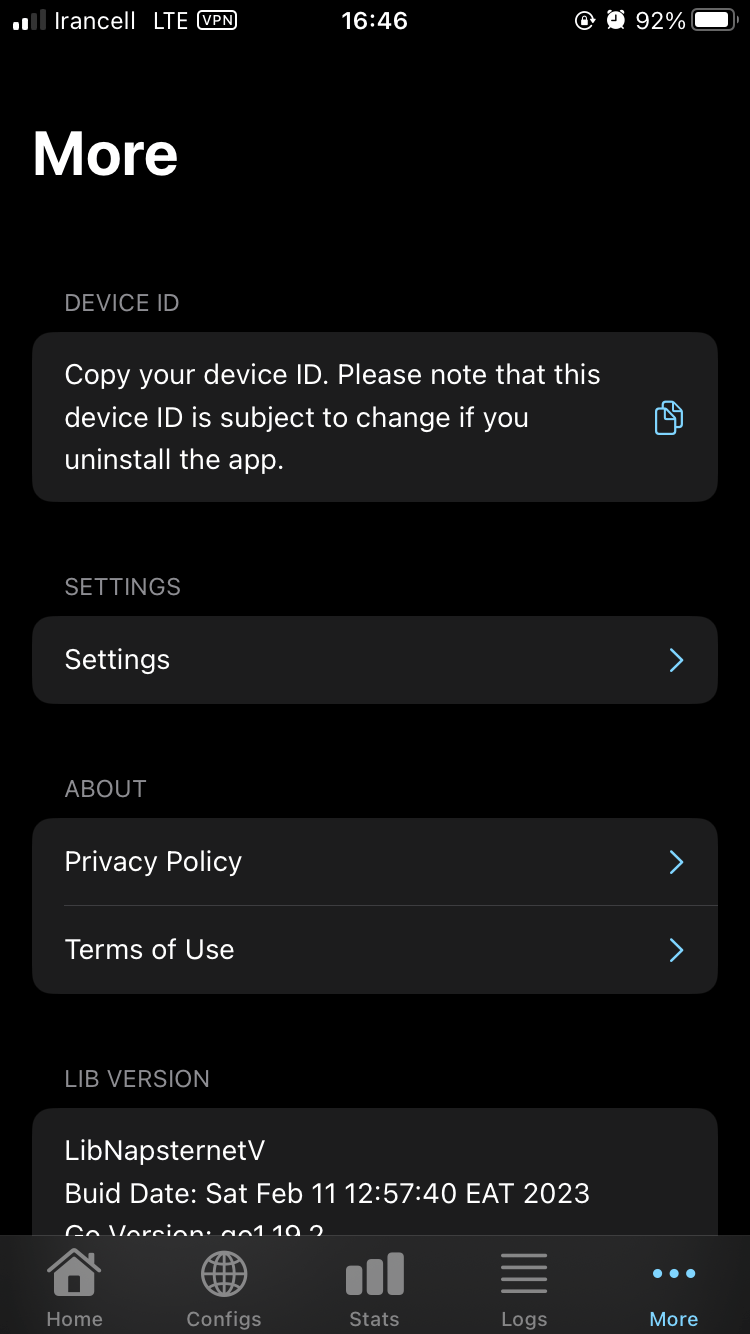 Irancell LTE VPN 16:46 92%
More
DEVICE ID
Copy your device ID. Please note that this
device ID is subject to change if you
uninstall the app.
SETTINGS
Settings
ABOUT
Privacy Policy
Terms of Use
LIB VERSION
LibNapsternetV
Buid Date: Sat Feb 11 12:57:40 EAT 2023
Go Version: go1.19.2
Home Configs Stats Logs More